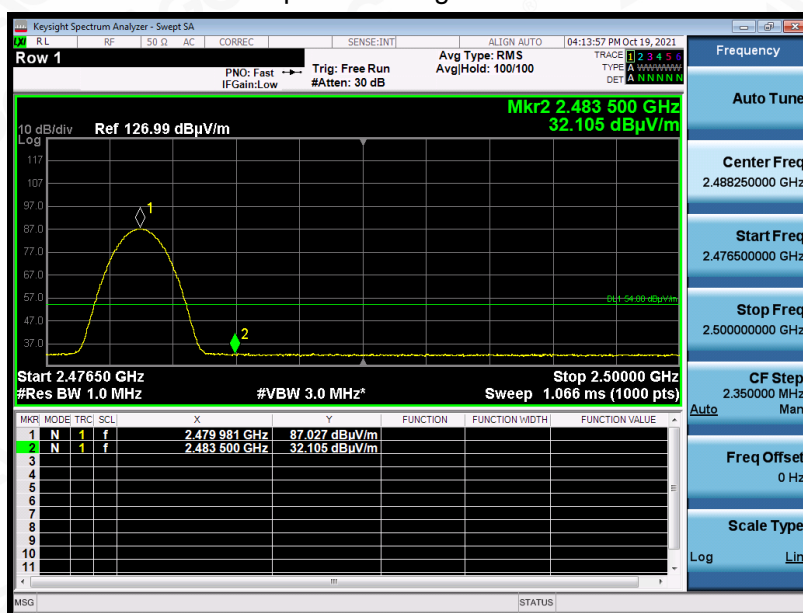 Keysight Spectrum Analyzer - Swept SA
RL RF 50 Ω AC CORREC SENSE:INT ALIGN AUTO 04:13:57 PM Oct 19, 2021
Row 1
PNO: Fast
IFGain:Low
Trig: Free Run
#Atten: 30 dB
Avg Type: RMS
Avg|Hold: 100/100
TRACE 1 2 3 4 5 6
TYPE A WWWWW
DET A N N N N N
Mkr2 2.483 500 GHz
32.105 dBµV/m
10 dB/div Ref 126.99 dBµV/m
Log
117
107
97.0
87.0
77.0
67.0
57.0
47.0
37.0
1
2
DL1 54.00 dBµV/m
Start 2.47650 GHz Stop 2.50000 GHz
#Res BW 1.0 MHz #VBW 3.0 MHz* Sweep 1.066 ms (1000 pts)
MKR MODE TRC SCL X Y FUNCTION FUNCTION WIDTH FUNCTION VALUE
1 N 1 f 2.479 981 GHz 87.027 dBµV/m
2 N 1 f 2.483 500 GHz 32.105 dBµV/m
3
4
5
6
7
8
9
10
11
MSG STATUS
Frequency
Auto Tune
Center Freq
2.488250000 GHz
Start Freq
2.476500000 GHz
Stop Freq
2.500000000 GHz
CF Step
2.350000 MHz
Auto Man
Freq Offset
0 Hz
Scale Type
Log Lin